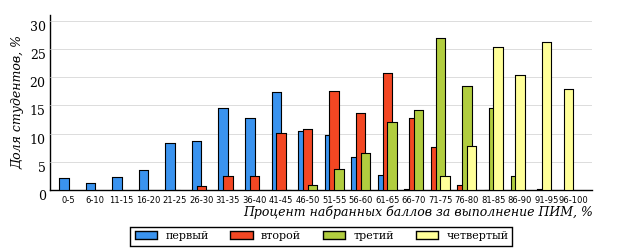 Доля студентов, %
30
25
20
15
10
5
0
0-5 6-10 11-15 16-20 21-25 26-30 31-35 36-40 41-45 46-50 51-55 56-60 61-65 66-70 71-75 76-80 81-85 86-90 91-95 96-100
Процент набранных баллов за выполнение ПИМ, %
первый второй третий четвертый